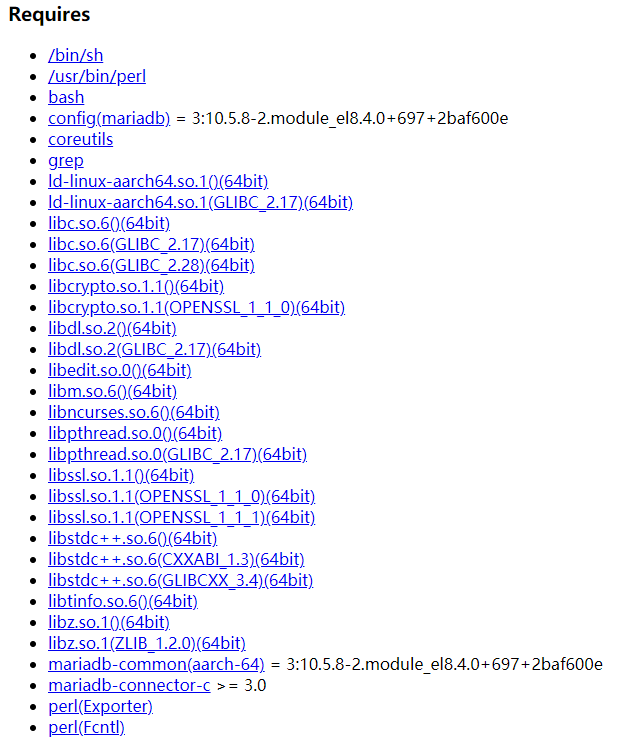 Requires
/bin/sh
/usr/bin/perl
bash
config(mariadb) = 3:10.5.8-2.module_el8.4.0+697+2baf600e
coreutils
grep
ld-linux-aarch64.so.1()(64bit)
ld-linux-aarch64.so.1(GLIBC_2.17)(64bit)
libc.so.6()(64bit)
libc.so.6(GLIBC_2.17)(64bit)
libc.so.6(GLIBC_2.28)(64bit)
libcrypto.so.1.1()(64bit)
libcrypto.so.1.1(OPENSSL_1_1_0)(64bit)
libdl.so.2()(64bit)
libdl.so.2(GLIBC_2.17)(64bit)
libedit.so.0()(64bit)
libm.so.6()(64bit)
libncurses.so.6()(64bit)
libpthread.so.0()(64bit)
libpthread.so.0(GLIBC_2.17)(64bit)
libssl.so.1.1()(64bit)
libssl.so.1.1(OPENSSL_1_1_0)(64bit)
libssl.so.1.1(OPENSSL_1_1_1)(64bit)
libstdc++.so.6()(64bit)
libstdc++.so.6(CXXABI_1.3)(64bit)
libstdc++.so.6(GLIBCXX_3.4)(64bit)
libtinfo.so.6()(64bit)
libz.so.1()(64bit)
libz.so.1(ZLIB_1.2.0)(64bit)
mariadb-common(aarch-64) = 3:10.5.8-2.module_el8.4.0+697+2baf600e
mariadb-connector-c >= 3.0
perl(Exporter)
perl(Fcntl)